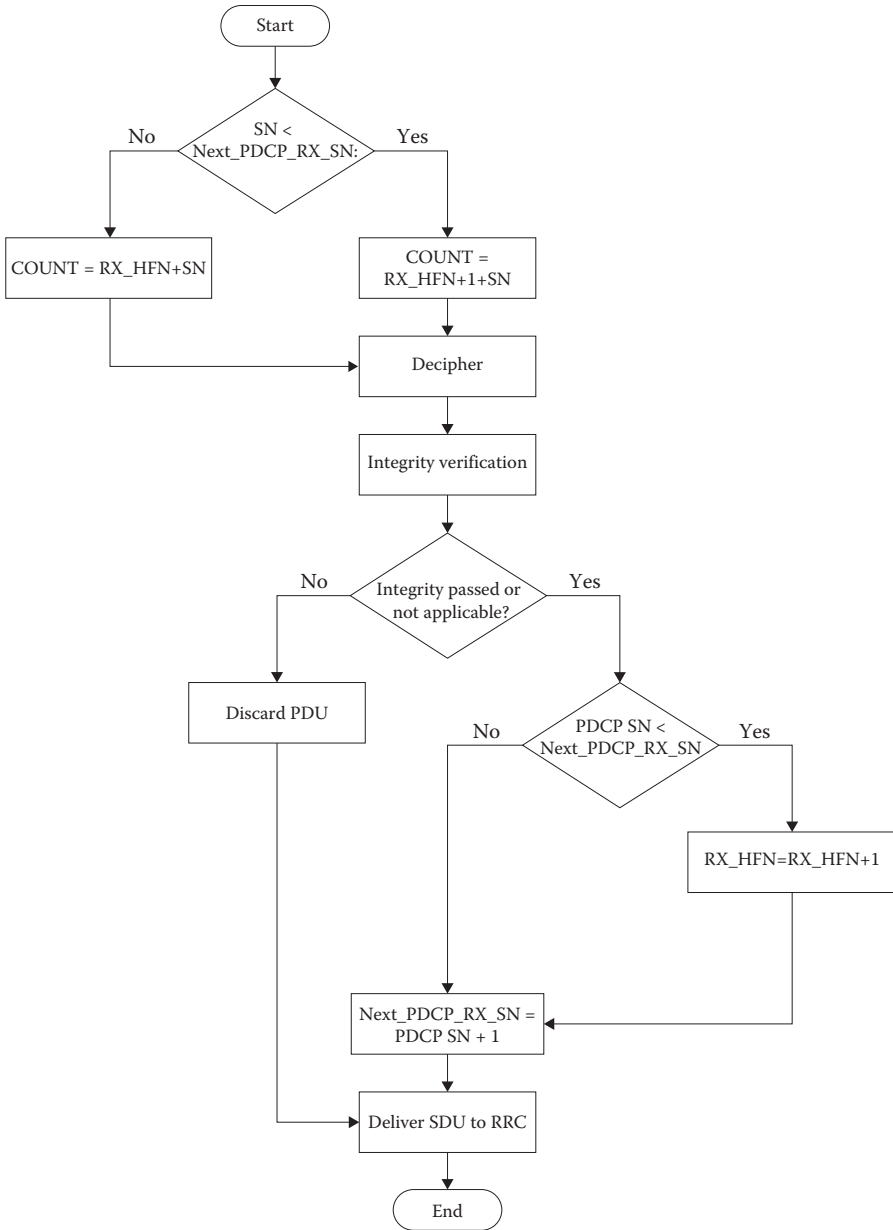 Start
No
SN <
Next_PDCP_RX_SN:
Yes
COUNT = RX_HFN+SN
COUNT =
RX_HFN+1+SN
Decipher
Integrity verification
No
Integrity passed or
not applicable?
Yes
Discard PDU
No
PDCP SN <
Next_PDCP_RX_SN
Yes
RX_HFN=RX_HFN+1
Next_PDCP_RX_SN =
PDCP SN + 1
Deliver SDU to RRC
End